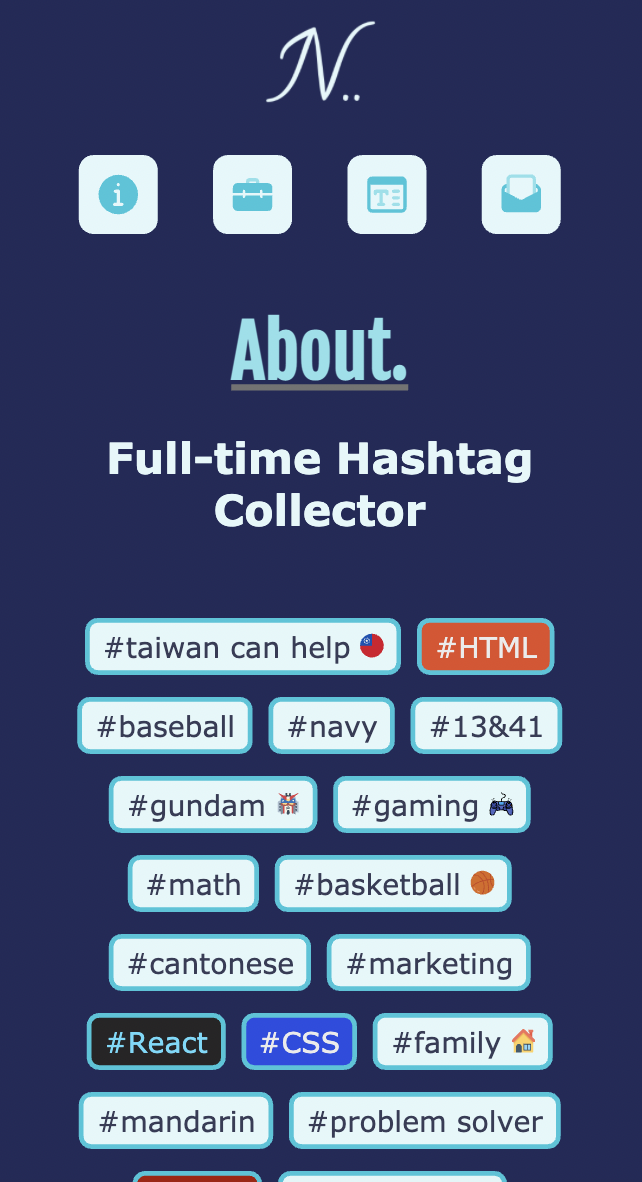 N..
About.
Full-time Hashtag
Collector
#taiwan can help #HTML
#baseball #navy #13&41
#gundam #gaming
#math #basketball
#cantonese #marketing
#React #CSS #family
#mandarin #problem solver